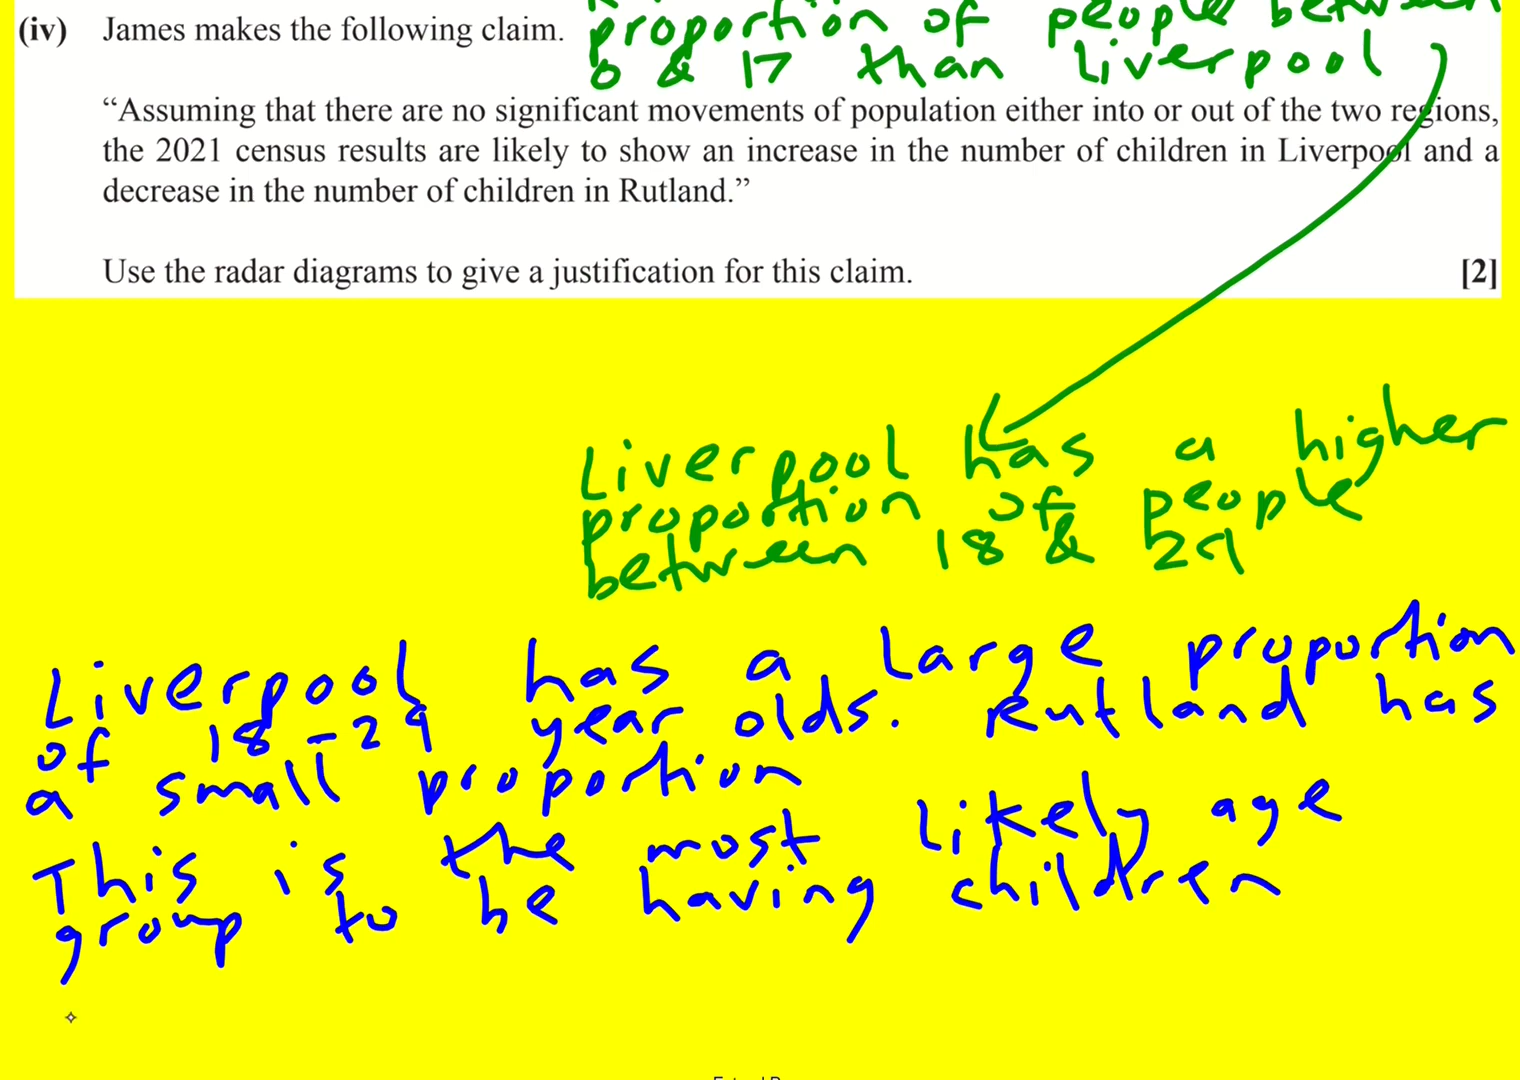 (iv) James makes the following claim.
proportion of people between
0 & 17 than Liverpool
“Assuming that there are no significant movements of population either into or out of the two regions,
the 2021 census results are likely to show an increase in the number of children in Liverpool and a
decrease in the number of children in Rutland.”
Use the radar diagrams to give a justification for this claim. [2]
Liverpool has a higher
proportion of people
between 18 & 29
Liverpool has a large proportion
of 18-29 year olds. Rutland has
a small proportion
This is the most likely age
group to be having children